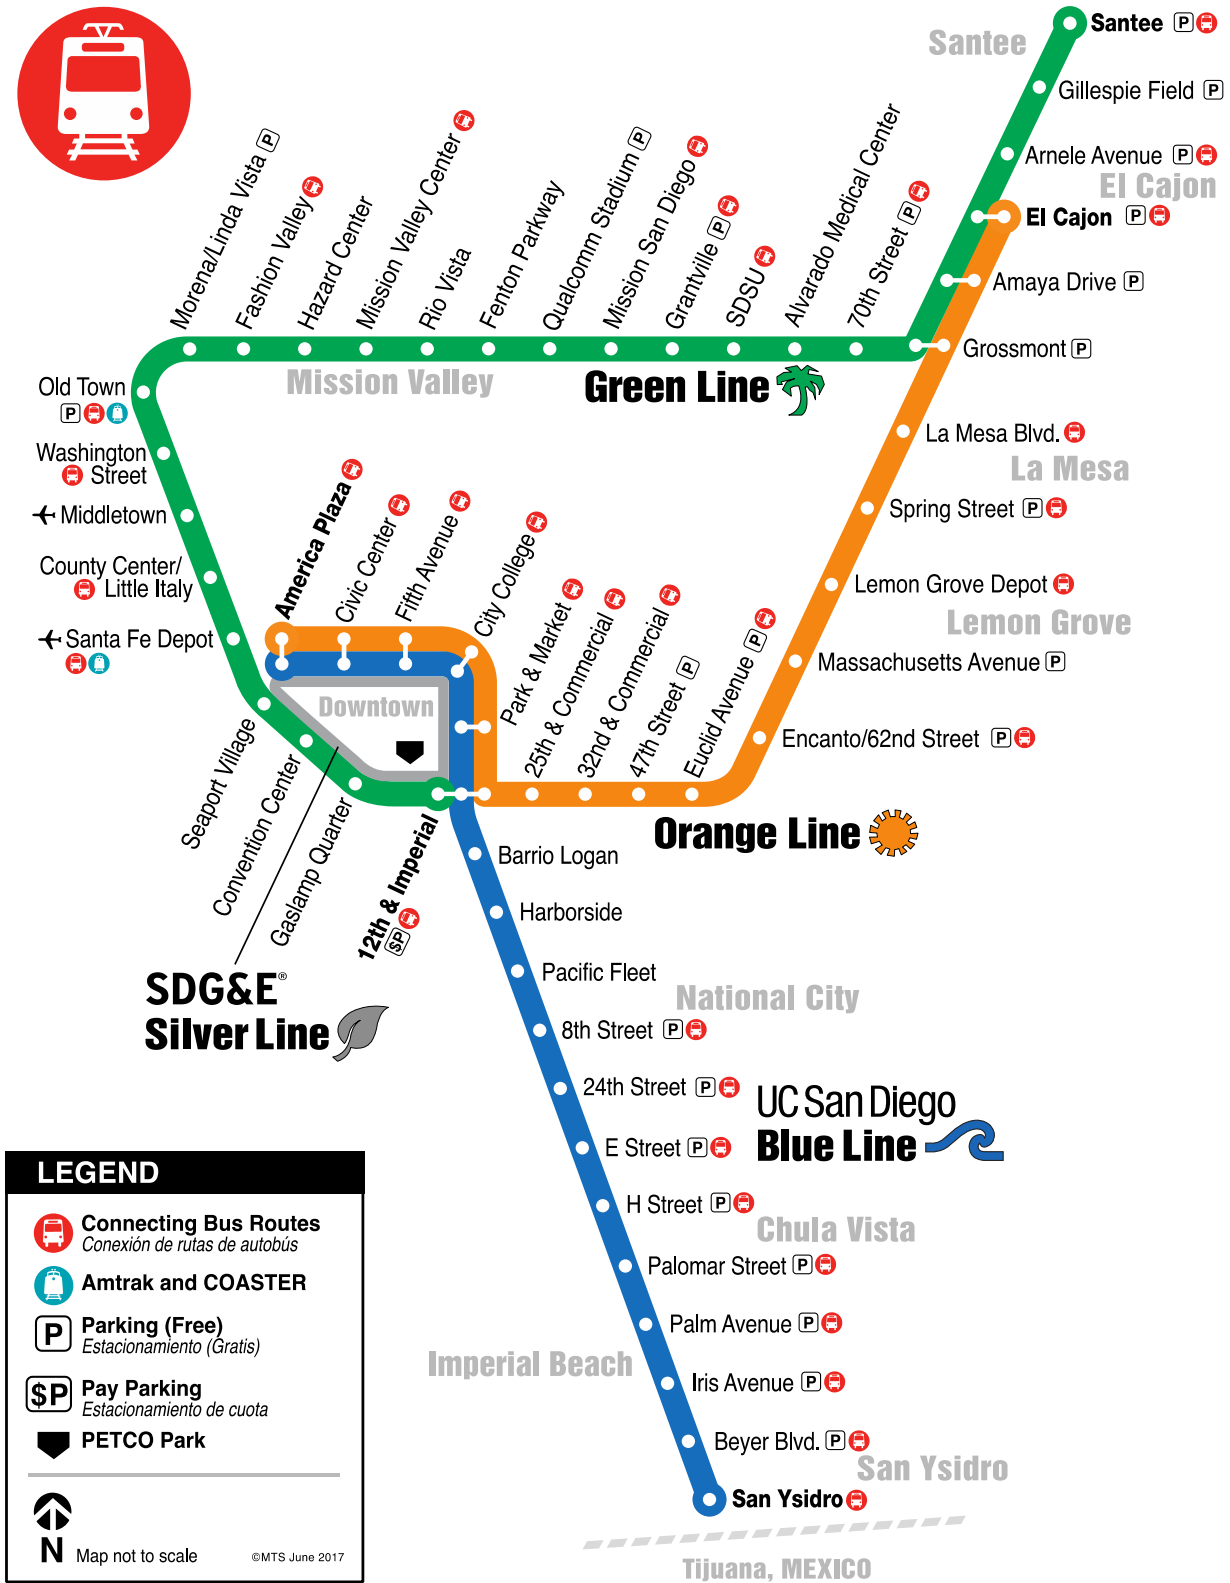 Santee P
Santee
Gillespie Field P
Arnele Avenue P
El Cajon
El Cajon P
Amaya Drive P
Grossmont P
Morena/Linda Vista P
Fashion Valley
Hazard Center
Mission Valley Center
Rio Vista
Fenton Parkway
Qualcomm Stadium P
Mission San Diego
Grantville P
SDSU
Alvarado Medical Center
70th Street P
Mission Valley
Green Line
Old Town
P
Washington
Street
Middletown
County Center/
Little Italy
Santa Fe Depot
La Mesa Blvd.
La Mesa
Spring Street P
Lemon Grove Depot
Lemon Grove
Massachusetts Avenue P
Encanto/62nd Street P
America Plaza
Civic Center
Fifth Avenue
City College
Park & Market
25th & Commercial
32nd & Commercial
47th Street P
Euclid Avenue P
Downtown
Orange Line
Seaport Village
Convention Center
Gaslamp Quarter
12th & Imperial
$P
SDG&E®
Silver Line
Barrio Logan
Harborside
Pacific Fleet
National City
8th Street P
24th Street P
UC San Diego
Blue Line
E Street P
H Street P
Chula Vista
Palomar Street P
Palm Avenue P
Imperial Beach
Iris Avenue P
Beyer Blvd. P
San Ysidro
San Ysidro
Tijuana, MEXICO
LEGEND
Connecting Bus Routes
Conexión de rutas de autobús
Amtrak and COASTER
P Parking (Free)
Estacionamiento (Gratis)
$P Pay Parking
Estacionamiento de cuota
PETCO Park
N Map not to scale
©MTS June 2017